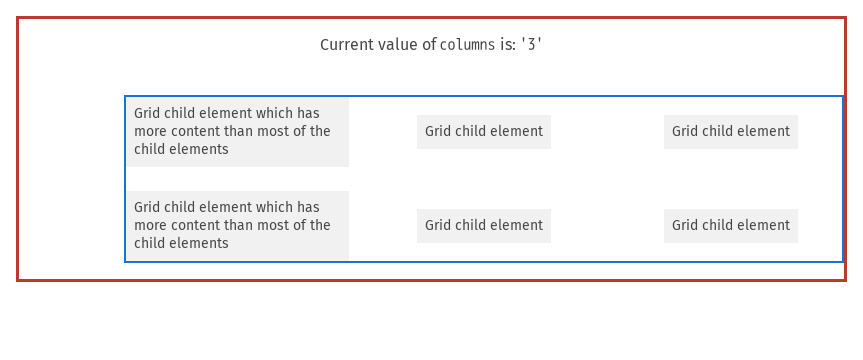 Current value of columns is: '3'
Grid child element which has
more content than most of the
child elements
Grid child element
Grid child element
Grid child element which has
more content than most of the
child elements
Grid child element
Grid child element